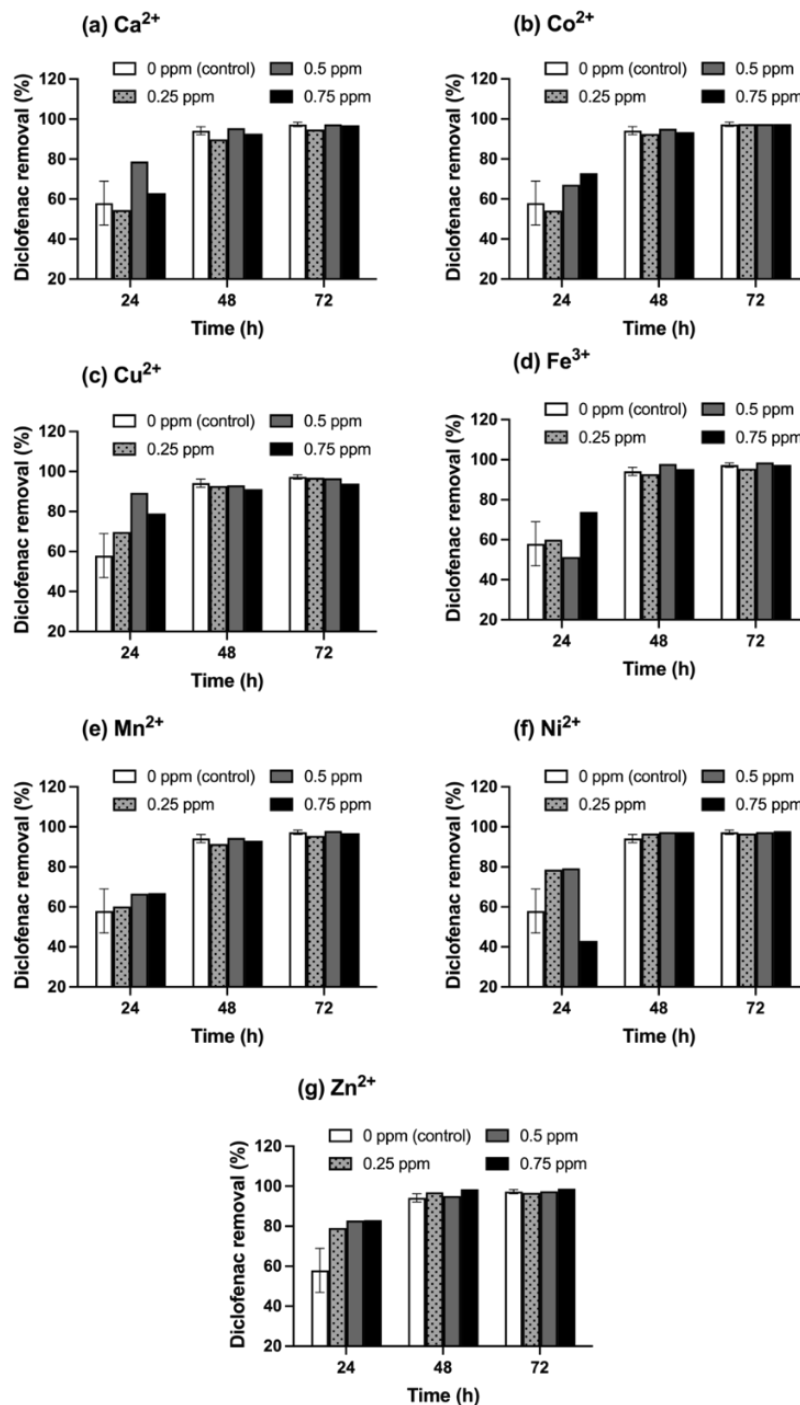 (a) Ca2+
(b) Co2+
0 ppm (control) 0.5 ppm
0.25 ppm 0.75 ppm
120
100
80
60
40
20
Diclofenac removal (%)
24 48 72
Time (h)
0 ppm (control) 0.5 ppm
0.25 ppm 0.75 ppm
120
100
80
60
40
20
Diclofenac removal (%)
24 48 72
Time (h)
(c) Cu2+
(d) Fe3+
0 ppm (control) 0.5 ppm
0.25 ppm 0.75 ppm
120
100
80
60
40
20
Diclofenac removal (%)
24 48 72
Time (h)
0 ppm (control) 0.5 ppm
0.25 ppm 0.75 ppm
120
100
80
60
40
20
Diclofenac removal (%)
24 48 72
Time (h)
(e) Mn2+
(f) Ni2+
0 ppm (control) 0.5 ppm
0.25 ppm 0.75 ppm
120
100
80
60
40
20
Diclofenac removal (%)
24 48 72
Time (h)
0 ppm (control) 0.5 ppm
0.25 ppm 0.75 ppm
120
100
80
60
40
20
Diclofenac removal (%)
24 48 72
Time (h)
(g) Zn2+
0 ppm (control) 0.5 ppm
0.25 ppm 0.75 ppm
120
100
80
60
40
20
Diclofenac removal (%)
24 48 72
Time (h)